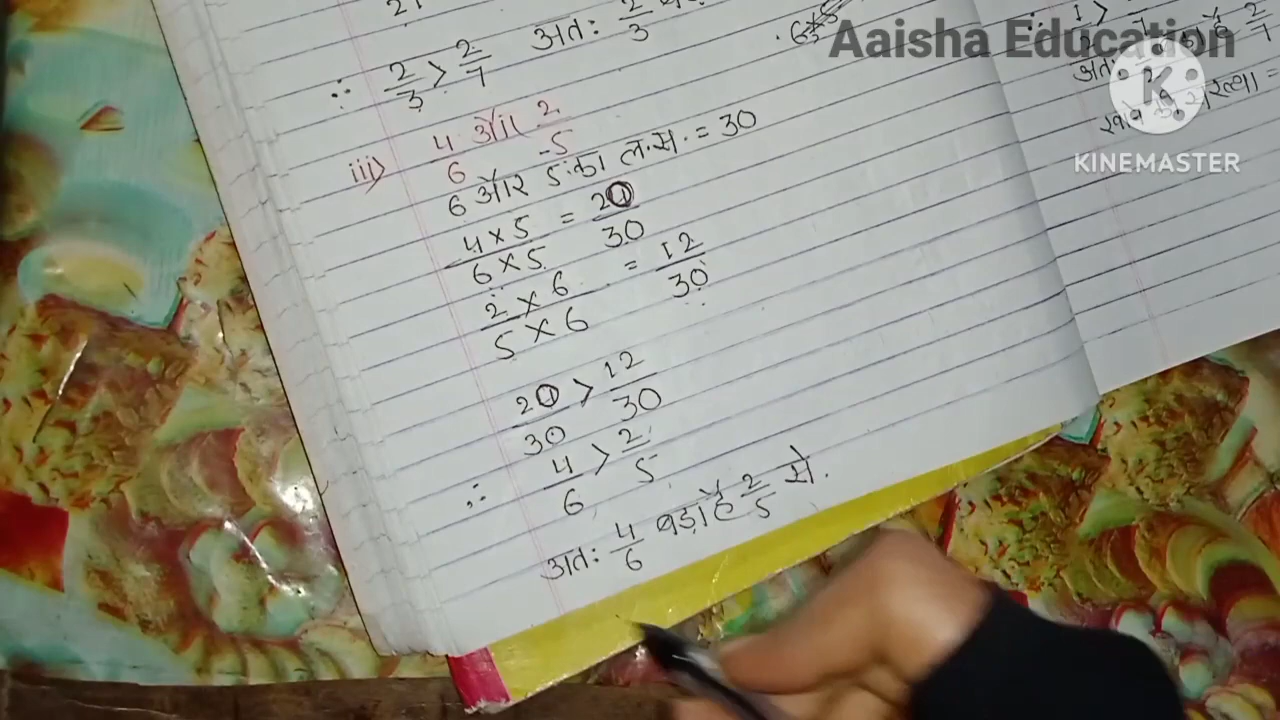 Aaisha Education
KINEMASTER
21
∵ 2/3 > 2/7 अतः 2/3
iii) 4/6 और 2/5
6 और 5 का ल.स. = 30
4 × 5 / 6 × 5 = 20/30
2 × 6 / 5 × 6 = 12/30
20/30 > 12/30
∴ 4/6 > 2/5
अतः 4/6 बड़ा है 2/5 से.